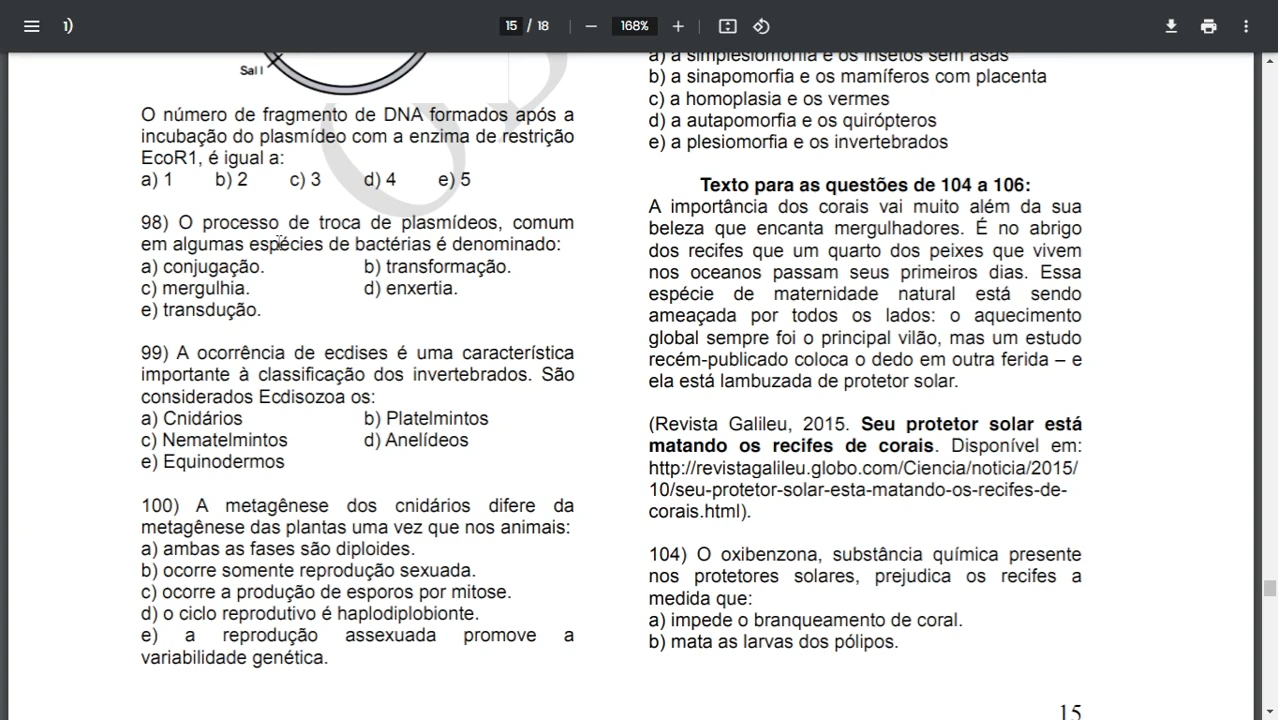 1)
15 / 18
168%
Sal I
O número de fragmento de DNA formados após a
incubação do plasmídeo com a enzima de restrição
EcoR1, é igual a:
a) 1 b) 2 c) 3 d) 4 e) 5
98) O processo de troca de plasmídeos, comum
em algumas espécies de bactérias é denominado:
a) conjugação. b) transformação.
c) mergulhia. d) enxertia.
e) transdução.
99) A ocorrência de ecdises é uma característica
importante à classificação dos invertebrados. São
considerados Ecdisozoa os:
a) Cnidários b) Platelmintos
c) Nematelmintos d) Anelídeos
e) Equinodermos
100) A metagênese dos cnidários difere da
metagênese das plantas uma vez que nos animais:
a) ambas as fases são diploides.
b) ocorre somente reprodução sexuada.
c) ocorre a produção de esporos por mitose.
d) o ciclo reprodutivo é haplodiplobionte.
e) a reprodução assexuada promove a
variabilidade genética.
a) a simplesiomorfia e os insetos sem asas
b) a sinapomorfia e os mamíferos com placenta
c) a homoplasia e os vermes
d) a autapomorfia e os quirópteros
e) a plesiomorfia e os invertebrados
Texto para as questões de 104 a 106:
A importância dos corais vai muito além da sua
beleza que encanta mergulhadores. É no abrigo
dos recifes que um quarto dos peixes que vivem
nos oceanos passam seus primeiros dias. Essa
espécie de maternidade natural está sendo
ameaçada por todos os lados: o aquecimento
global sempre foi o principal vilão, mas um estudo
recém-publicado coloca o dedo em outra ferida – e
ela está lambuzada de protetor solar.
(Revista Galileu, 2015. Seu protetor solar está
matando os recifes de corais. Disponível em:
http://revistagalileu.globo.com/Ciencia/noticia/2015/
10/seu-protetor-solar-esta-matando-os-recifes-de-
corais.html).
104) O oxibenzona, substância química presente
nos protetores solares, prejudica os recifes a
medida que:
a) impede o branqueamento de coral.
b) mata as larvas dos pólipos.
15